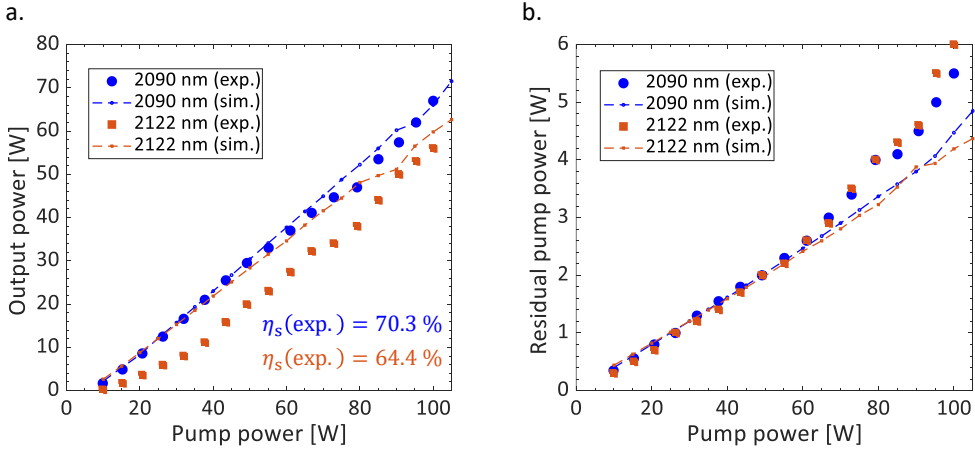 a.
80
70
60
50
40
30
20
10
0
Output power [W]
2090 nm (exp.)
2090 nm (sim.)
2122 nm (exp.)
2122 nm (sim.)
ηs(exp.) = 70.3 %
ηs(exp.) = 64.4 %
0 20 40 60 80 100
Pump power [W]
b.
6
5
4
3
2
1
0
Residual pump power [W]
2090 nm (exp.)
2090 nm (sim.)
2122 nm (exp.)
2122 nm (sim.)
0 20 40 60 80 100
Pump power [W]